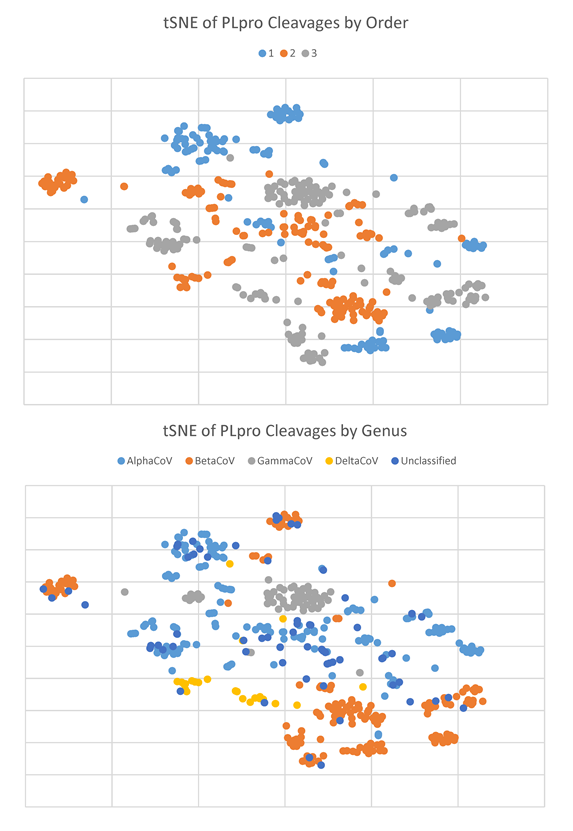 tSNE of PLpro Cleavages by Order
1 2 3
tSNE of PLpro Cleavages by Genus
AlphaCoV BetaCoV GammaCoV DeltaCoV Unclassified